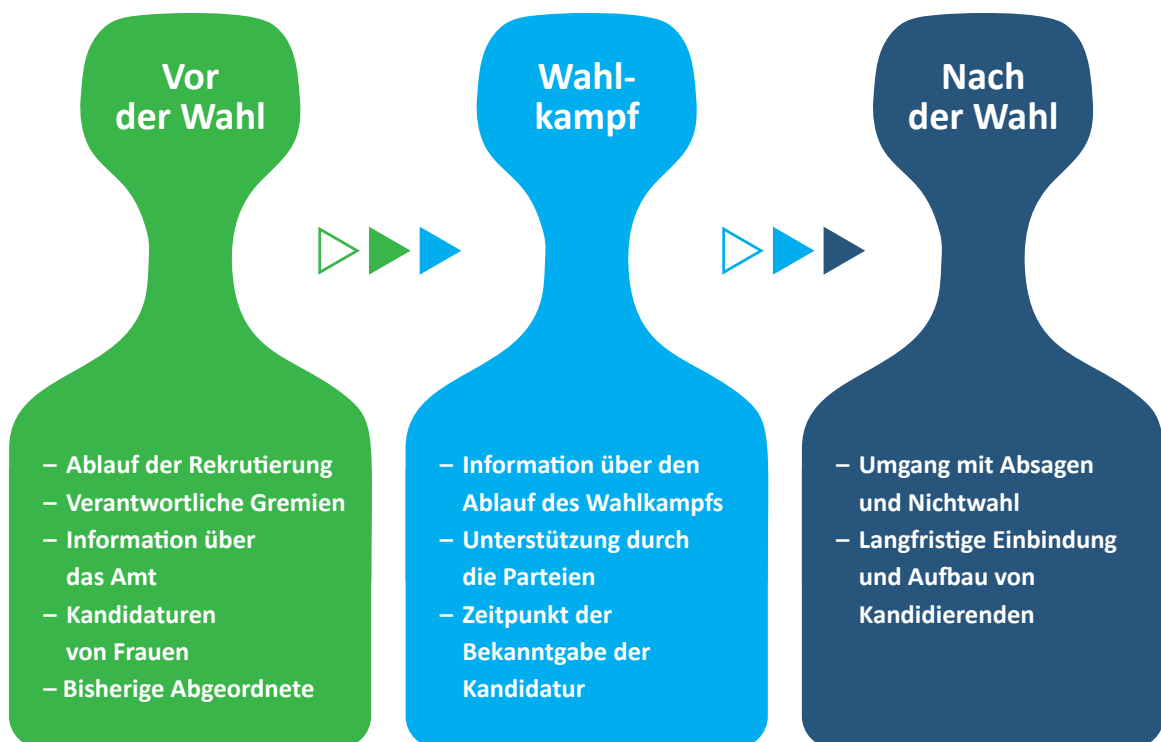 Vor
der Wahl
– Ablauf der Rekrutierung
– Verantwortliche Gremien
– Information über
das Amt
– Kandidaturen
von Frauen
– Bisherige Abgeordnete
Wahl-
kampf
– Information über den
Ablauf des Wahlkampfs
– Unterstützung durch
die Parteien
– Zeitpunkt der
Bekanntgabe der
Kandidatur
Nach
der Wahl
– Umgang mit Absagen
und Nichtwahl
– Langfristige Einbindung
und Aufbau von
Kandidierenden